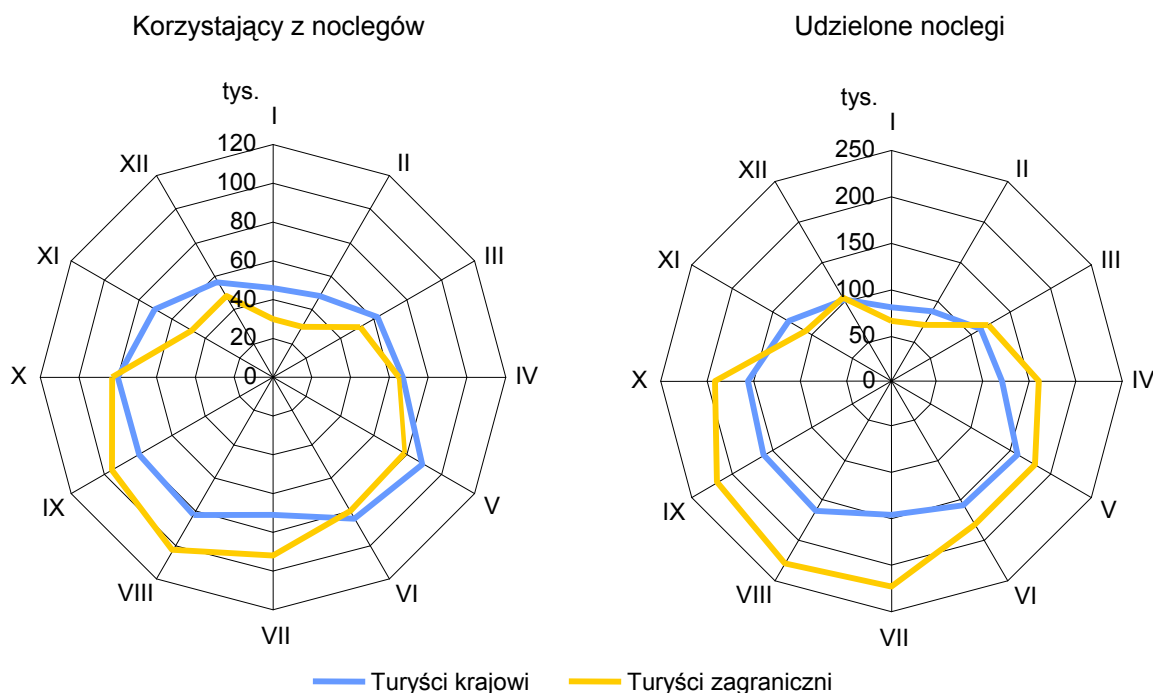 Korzystający z noclegów
Udzielone noclegi
tys.
I
II
III
IV
V
VI
VII
VIII
IX
X
XI
XII
120
100
80
60
40
20
0
tys.
I
II
III
IV
V
VI
VII
VIII
IX
X
XI
XII
250
200
150
100
50
0
Turyści krajowi
Turyści zagraniczni